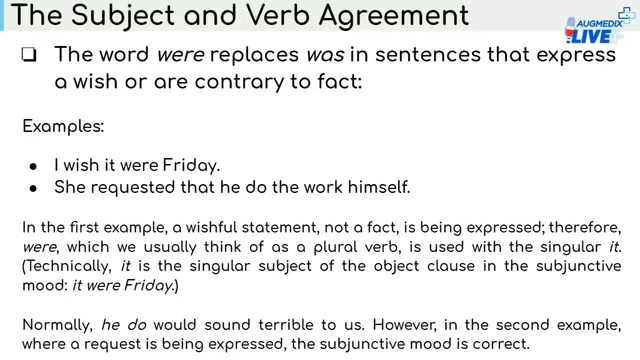 The Subject and Verb Agreement
AUGMEDIX
LIVE
❏ The word were replaces was in sentences that express
a wish or are contrary to fact:
Examples:
● I wish it were Friday.
● She requested that he do the work himself.
In the first example, a wishful statement, not a fact, is being expressed; therefore,
were, which we usually think of as a plural verb, is used with the singular it.
(Technically, it is the singular subject of the object clause in the subjunctive
mood: it were Friday.)
Normally, he do would sound terrible to us. However, in the second example,
where a request is being expressed, the subjunctive mood is correct.